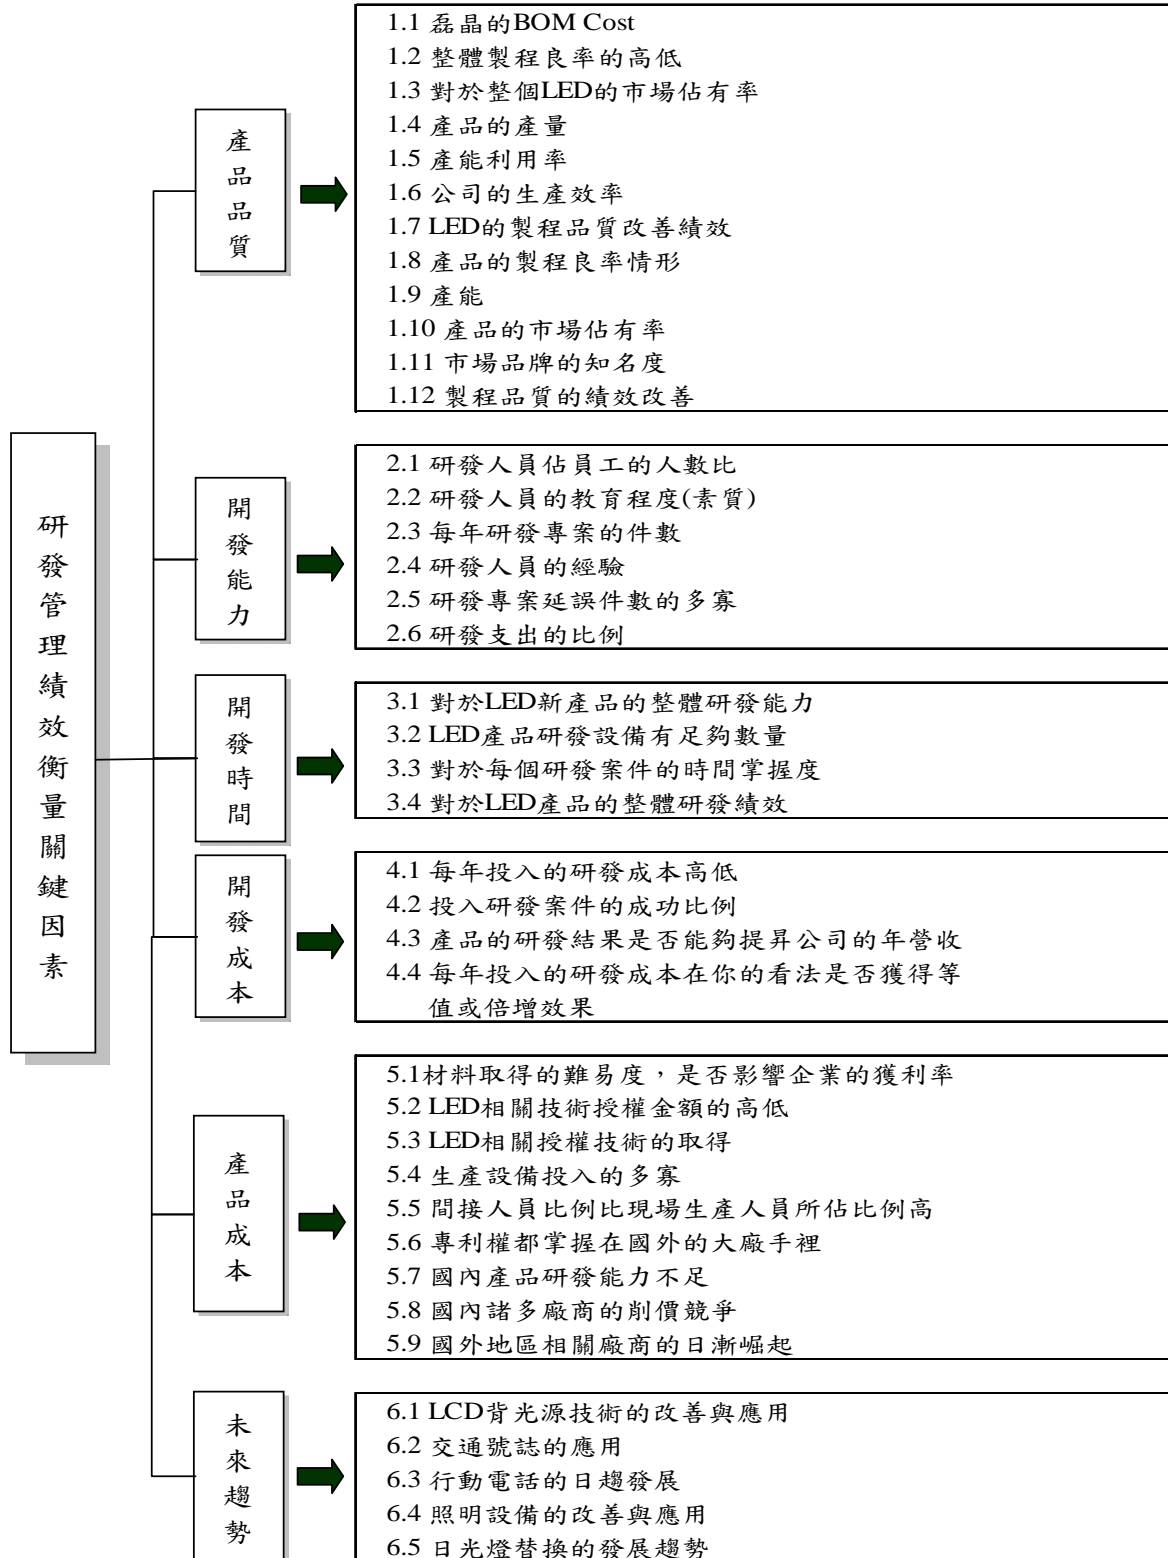 研發管理績效衡量關鍵因素
產品品質
1.1 磊晶的BOM Cost
1.2 整體製程良率的高低
1.3 對於整個LED的市場佔有率
1.4 產品的產量
1.5 產能利用率
1.6 公司的生產效率
1.7 LED的製程品質改善績效
1.8 產品的製程良率情形
1.9 產能
1.10 產品的市場佔有率
1.11 市場品牌的知名度
1.12 製程品質的績效改善
開發能力
2.1 研發人員佔員工的人數比
2.2 研發人員的教育程度(素質)
2.3 每年研發專案的件數
2.4 研發人員的經驗
2.5 研發專案延誤件數的多寡
2.6 研發支出的比例
開發時間
3.1 對於LED新產品的整體研發能力
3.2 LED產品研發設備有足夠數量
3.3 對於每個研發案件的時間掌握度
3.4 對於LED產品的整體研發績效
開發成本
4.1 每年投入的研發成本高低
4.2 投入研發案件的成功比例
4.3 產品的研發結果是否能夠提昇公司的年營收
4.4 每年投入的研發成本在你的看法是否獲得等
值或倍增效果
產品成本
5.1材料取得的難易度，是否影響企業的獲利率
5.2 LED相關技術授權金額的高低
5.3 LED相關授權技術的取得
5.4 生產設備投入的多寡
5.5 間接人員比例比現場生產人員所佔比例高
5.6 專利權都掌握在國外的大廠手裡
5.7 國內產品研發能力不足
5.8 國內諸多廠商的削價競爭
5.9 國外地區相關廠商的日漸崛起
未來趨勢
6.1 LCD背光源技術的改善與應用
6.2 交通號誌的應用
6.3 行動電話的日趨發展
6.4 照明設備的改善與應用
6.5 日光燈替換的發展趨勢